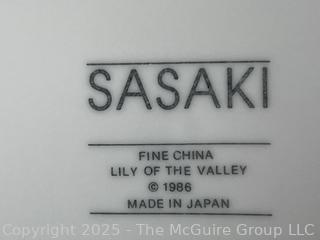 SASAKI
FINE CHINA
LILY OF THE VALLEY
© 1986
MADE IN JAPAN
Copyright © 2025 - The McGuire Group LLC